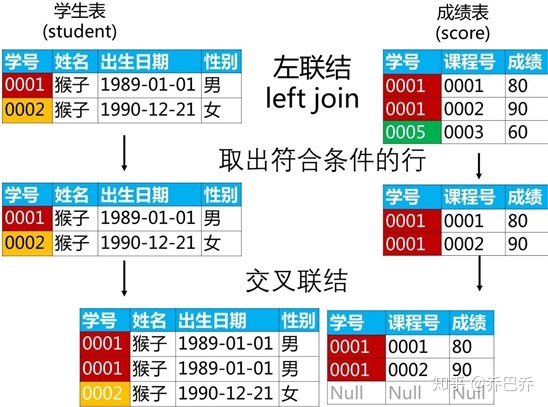 学生表
(student)
学号 姓名 出生日期 性别
0001 猴子 1989-01-01 男
0002 猴子 1990-12-21 女
左联结
left join
成绩表
(score)
学号 课程号 成绩
0001 0001 80
0001 0002 90
0005 0003 60
取出符合条件的行
学号 姓名 出生日期 性别
0001 猴子 1989-01-01 男
0002 猴子 1990-12-21 女
学号 课程号 成绩
0001 0001 80
0001 0002 90
交叉联结
学号 姓名 出生日期 性别
0001 猴子 1989-01-01 男
0001 猴子 1989-01-01 男
0002 猴子 1990-12-21 女
学号 课程号 成绩
0001 0001 80
0001 0002 90
Null Null Null
知乎 @乔巴乔